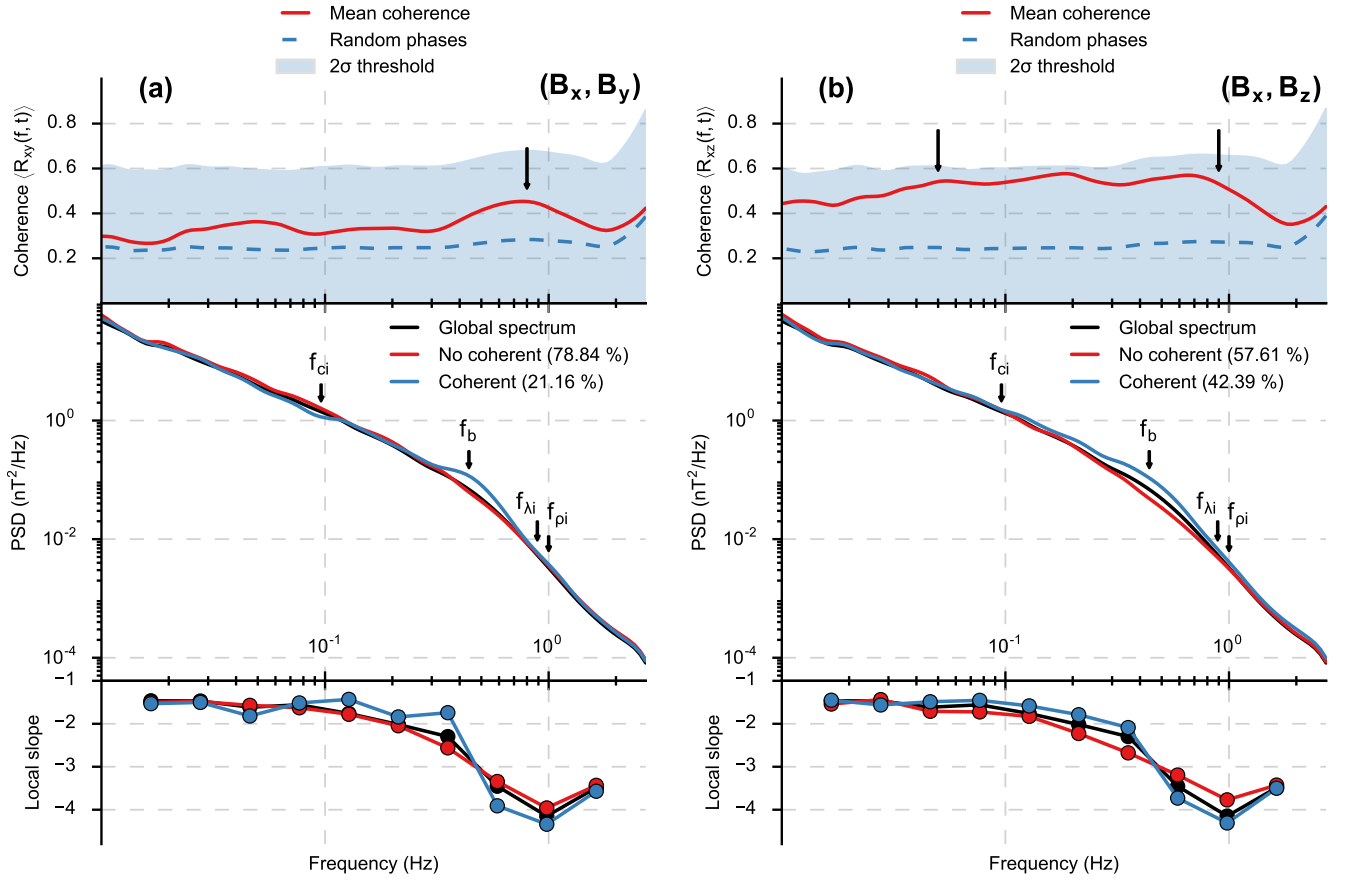 Mean coherence
Random phases
2σ threshold
(a)
(Bx, By)
Coherence ⟨Rxy(f, t)⟩
0.8
0.6
0.4
0.2
Global spectrum
No coherent (78.84 %)
Coherent (21.16 %)
fci
fb
fλi
fρi
PSD (nT²/Hz)
10⁰
10⁻²
10⁻⁴
10⁻¹
10⁰
Local slope
−1
−2
−3
−4
Frequency (Hz)
Mean coherence
Random phases
2σ threshold
(b)
(Bx, Bz)
Coherence ⟨Rxz(f, t)⟩
0.8
0.6
0.4
0.2
Global spectrum
No coherent (57.61 %)
Coherent (42.39 %)
fci
fb
fλi
fρi
PSD (nT²/Hz)
10⁰
10⁻²
10⁻⁴
10⁻¹
10⁰
Local slope
−1
−2
−3
−4
Frequency (Hz)